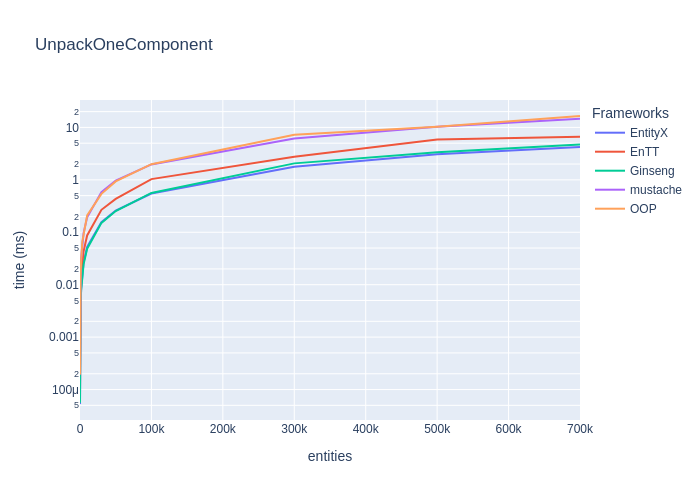 UnpackOneComponent
Frameworks
EntityX
EnTT
Ginseng
mustache
OOP
time (ms)
2
10
5
2
1
5
2
0.1
5
2
0.01
5
2
0.001
5
2
100μ
5
0
100k
200k
300k
400k
500k
600k
700k
entities